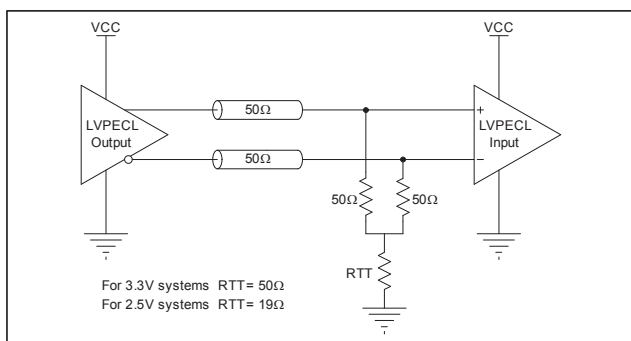 VCC
VCC
LVPECL
Output
50Ω
50Ω
+
−
LVPECL
Input
50Ω
50Ω
RTT
For 3.3V systems RTT= 50Ω
For 2.5V systems RTT= 19Ω